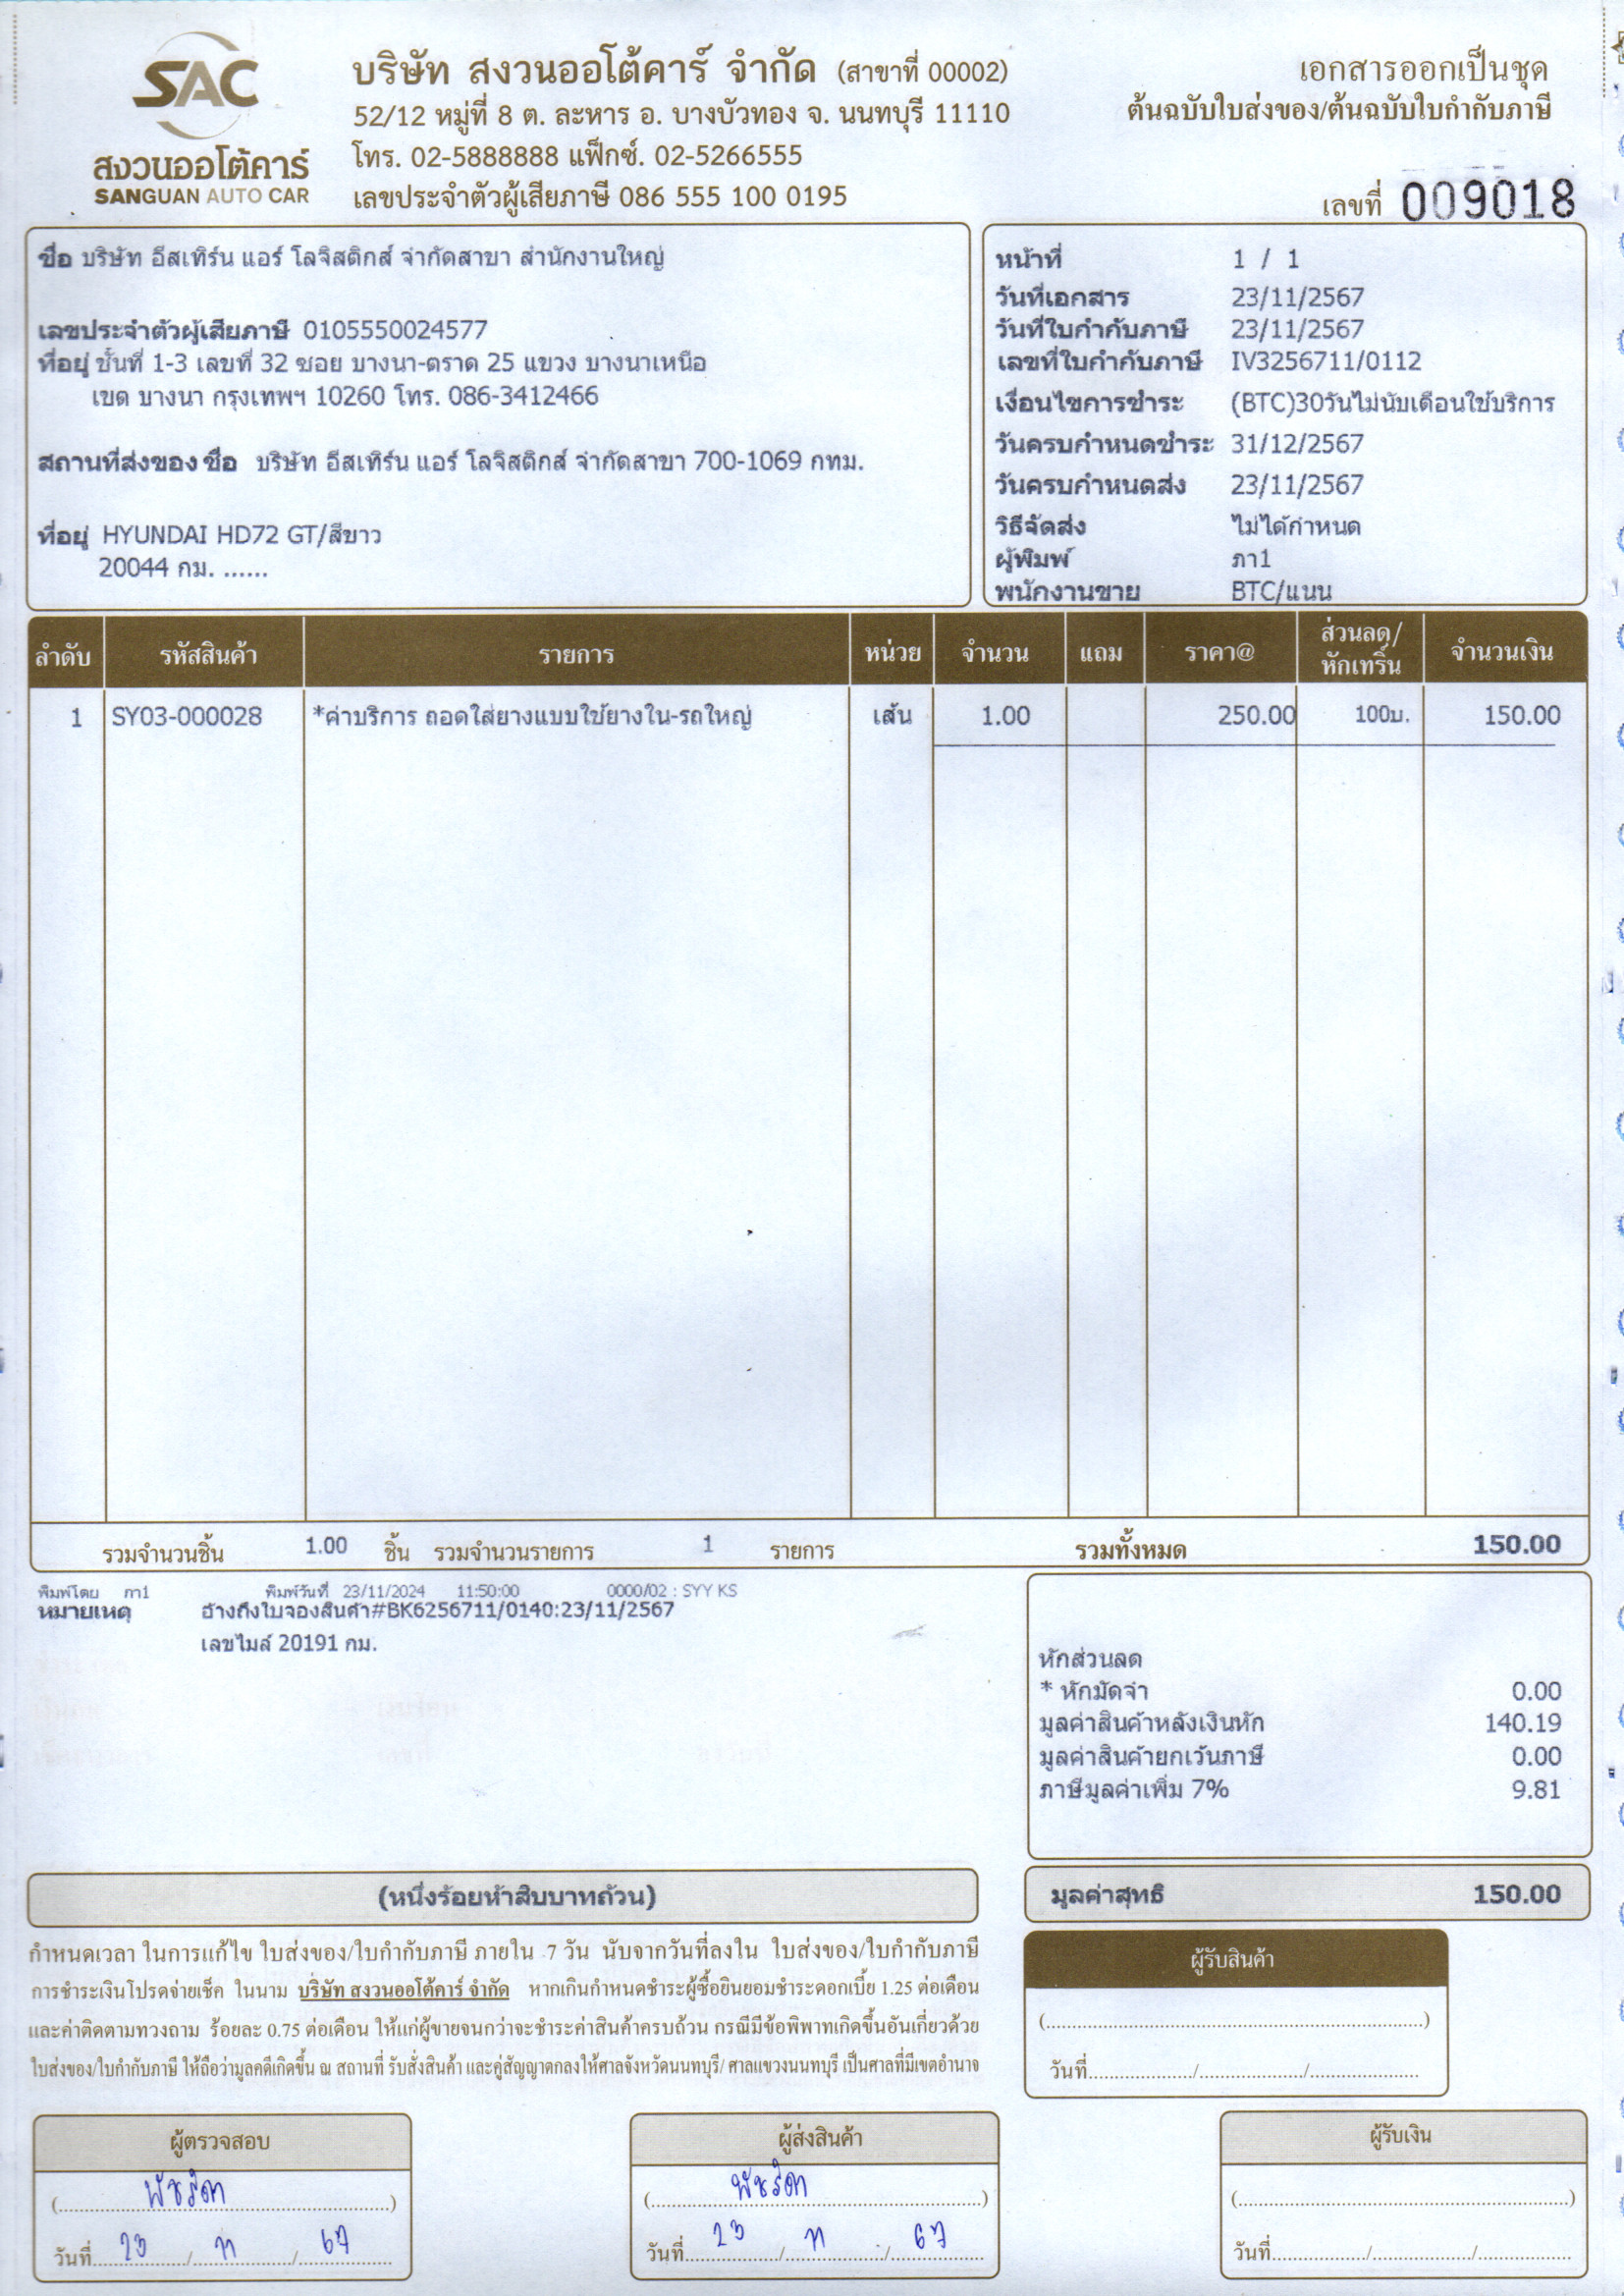 SAC
สงวนออโต้คาร์
SANGUAN AUTO CAR
บริษัท สงวนออโต้คาร์ จำกัด (สาขาที่ 00002)
52/12 หมู่ที่ 8 ต. ละหาร อ. บางบัวทอง จ. นนทบุรี 11110
โทร. 02-5888888 แฟ็กซ์. 02-5266555
เลขประจำตัวผู้เสียภาษี 086 555 100 0195
เอกสารออกเป็นชุด
ต้นฉบับใบส่งของ/ต้นฉบับใบกำกับภาษี
เลขที่ 009018
ชื่อ บริษัท อีสเทิร์น แอร์ โลจิสติกส์ จำกัดสาขา สำนักงานใหญ่
เลขประจำตัวผู้เสียภาษี 0105550024577
ที่อยู่ ชั้นที่ 1-3 เลขที่ 32 ซอย บางนา-ตราด 25 แขวง บางนาเหนือ
เขต บางนา กรุงเทพฯ 10260 โทร. 086-3412466
สถานที่ส่งของ ชื่อ บริษัท อีสเทิร์น แอร์ โลจิสติกส์ จำกัดสาขา 700-1069 กทม.
ที่อยู่ HYUNDAI HD72 GT/สีขาว
20044 กม. ......
หน้าที่ 1 / 1
วันที่เอกสาร 23/11/2567
วันที่ใบกำกับภาษี 23/11/2567
เลขที่ใบกำกับภาษี IV3256711/0112
เงื่อนไขการชำระ (BTC)30วันไม่นับเดือนใช้บริการ
วันครบกำหนดชำระ 31/12/2567
วันครบกำหนดส่ง 23/11/2567
วิธีจัดส่ง ไม่ได้กำหนด
ผู้พิมพ์ ภา1
พนักงานขาย BTC/แนน
ลำดับ รหัสสินค้า รายการ หน่วย จำนวน แถม ราคา@ ส่วนลด/หักเทริ์น จำนวนเงิน
1 SY03-000028 *ค่าบริการ ถอดใส่ยางแบบใช้ยางใน-รถใหญ่ เส้น 1.00 250.00 100บ. 150.00
รวมจำนวนชิ้น 1.00 ชิ้น รวมจำนวนรายการ 1 รายการ รวมทั้งหมด 150.00
พิมพ์โดย ภา1 พิมพ์วันที่ 23/11/2024 11:50:00 0000/02 : SYY KS
หมายเหตุ อ้างถึงใบจองสินค้า#BK6256711/0140:23/11/2567
เลขไมล์ 20191 กม.
หักส่วนลด
* หักมัดจำ 0.00
มูลค่าสินค้าหลังเงินหัก 140.19
มูลค่าสินค้ายกเว้นภาษี 0.00
ภาษีมูลค่าเพิ่ม 7% 9.81
(หนึ่งร้อยห้าสิบบาทถ้วน)
มูลค่าสุทธิ 150.00
กำหนดเวลา ในการแก้ไข ใบส่งของ/ใบกำกับภาษี ภายใน 7 วัน นับจากวันที่ลงใน ใบส่งของ/ใบกำกับภาษี
การชำระเงินโปรดจ่ายเช็ค ในนาม บริษัท สงวนออโต้คาร์ จำกัด หากเกินกำหนดชำระผู้ซื้อยินยอมชำระดอกเบี้ย 1.25 ต่อเดือน
และค่าติดตามทวงถาม ร้อยละ 0.75 ต่อเดือน ให้แก่ผู้ขายจนกว่าจะชำระค่าสินค้าครบถ้วน กรณีมีข้อพิพาทเกิดขึ้นอันเกี่ยวด้วย
ใบส่งของ/ใบกำกับภาษี ให้ถือว่ามูลคดีเกิดขึ้น ณ สถานที่ รับสั่งสินค้า และคู่สัญญาตกลงให้ศาลจังหวัดนนทบุรี/ ศาลแขวงนนทบุรี เป็นศาลที่มีเขตอำนาจ
ผู้รับสินค้า
(..............................)
วันที่............/............/............
ผู้ตรวจสอบ
(พัชริดา)
วันที่ 23 / 11 / 67
ผู้ส่งสินค้า
(พัชริดา)
วันที่ 23 / 11 / 67
ผู้รับเงิน
(..............................)
วันที่............/............/............